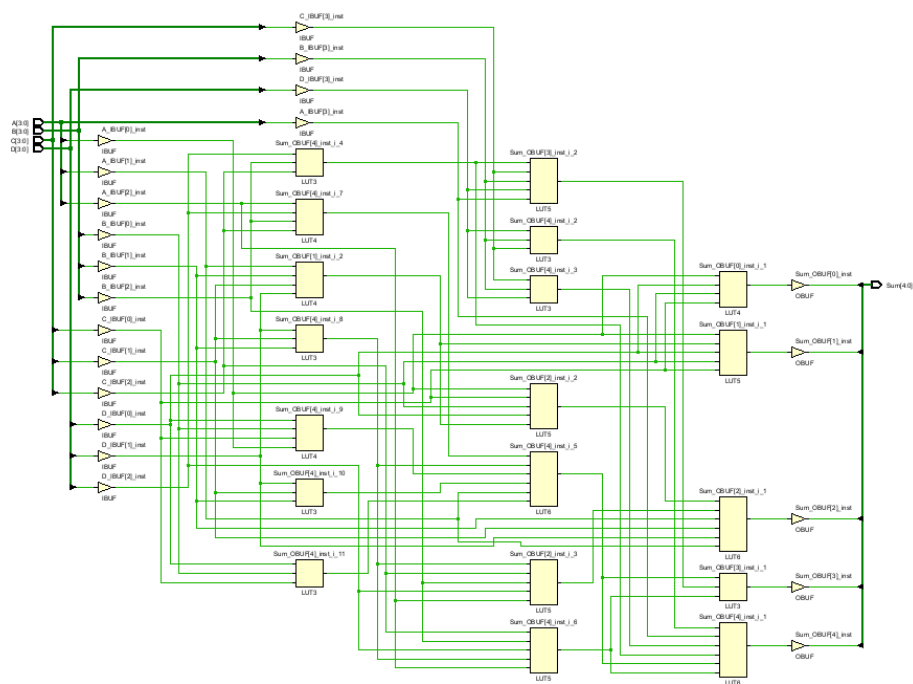 C_IBUF[3]_inst
IBUF
B_IBUF[3]_inst
IBUF
D_IBUF[3]_inst
IBUF
A_IBUF[3]_inst
IBUF
A[3:0]
B[3:0]
C[3:0]
D[3:0]
A_IBUF[0]_inst
IBUF
A_IBUF[1]_inst
IBUF
A_IBUF[2]_inst
IBUF
B_IBUF[0]_inst
IBUF
B_IBUF[1]_inst
IBUF
B_IBUF[2]_inst
IBUF
C_IBUF[0]_inst
IBUF
C_IBUF[1]_inst
IBUF
C_IBUF[2]_inst
IBUF
D_IBUF[0]_inst
IBUF
D_IBUF[1]_inst
IBUF
D_IBUF[2]_inst
IBUF
Sum_OBUF[4]_inst_i_4
LUT3
Sum_OBUF[4]_inst_i_7
LUT4
Sum_OBUF[1]_inst_i_2
LUT4
Sum_OBUF[4]_inst_i_8
LUT3
Sum_OBUF[4]_inst_i_9
LUT4
Sum_OBUF[4]_inst_i_10
LUT3
Sum_OBUF[4]_inst_i_11
LUT3
Sum_OBUF[3]_inst_i_2
LUT5
Sum_OBUF[4]_inst_i_2
LUT3
Sum_OBUF[4]_inst_i_3
LUT3
Sum_OBUF[2]_inst_i_2
LUT5
Sum_OBUF[4]_inst_i_5
LUT6
Sum_OBUF[2]_inst_i_3
LUT5
Sum_OBUF[4]_inst_i_6
LUT5
Sum_OBUF[0]_inst_i_1
LUT4
Sum_OBUF[1]_inst_i_1
LUT5
Sum_OBUF[2]_inst_i_1
LUT6
Sum_OBUF[3]_inst_i_1
LUT3
Sum_OBUF[4]_inst_i_1
LUT6
Sum_OBUF[0]_inst
OBUF
Sum_OBUF[1]_inst
OBUF
Sum_OBUF[2]_inst
OBUF
Sum_OBUF[3]_inst
OBUF
Sum_OBUF[4]_inst
OBUF
Sum[4:0]